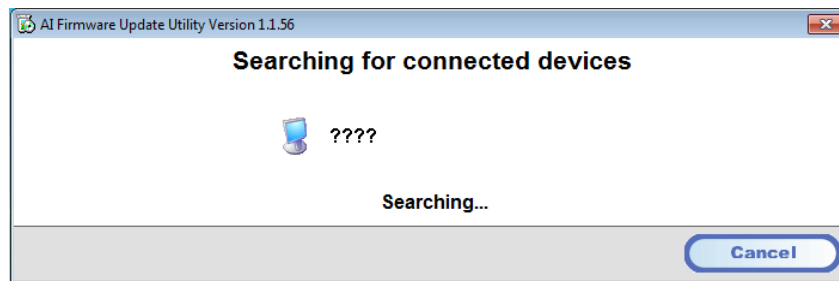 AI Firmware Update Utility Version 1.1.56
Searching for connected devices
????
Searching...
Cancel